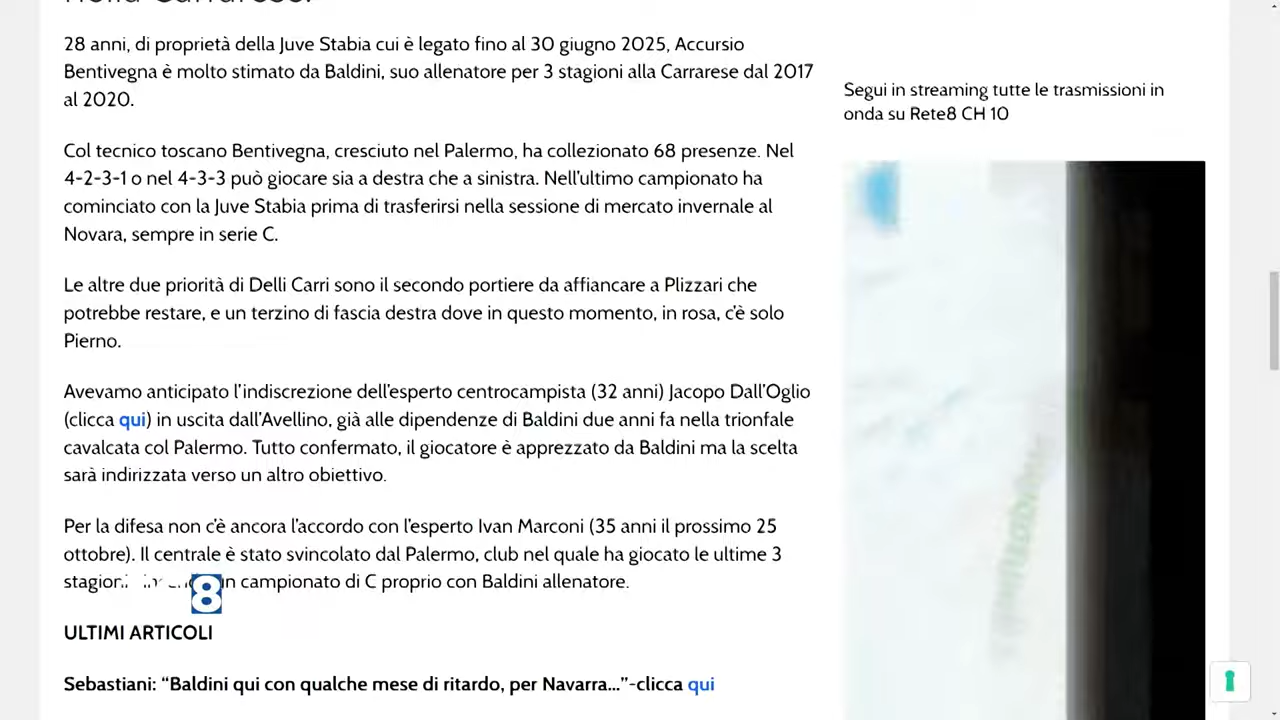 28 anni, di proprietà della Juve Stabia cui è legato fino al 30 giugno 2025, Accursio
Bentivegna è molto stimato da Baldini, suo allenatore per 3 stagioni alla Carrarese dal 2017
al 2020.
Col tecnico toscano Bentivegna, cresciuto nel Palermo, ha collezionato 68 presenze. Nel
4-2-3-1 o nel 4-3-3 può giocare sia a destra che a sinistra. Nell'ultimo campionato ha
cominciato con la Juve Stabia prima di trasferirsi nella sessione di mercato invernale al
Novara, sempre in serie C.
Le altre due priorità di Delli Carri sono il secondo portiere da affiancare a Plizzari che
potrebbe restare, e un terzino di fascia destra dove in questo momento, in rosa, c'è solo
Pierno.
Avevamo anticipato l'indiscrezione dell'esperto centrocampista (32 anni) Jacopo Dall'Oglio
(clicca qui) in uscita dall'Avellino, già alle dipendenze di Baldini due anni fa nella trionfale
cavalcata col Palermo. Tutto confermato, il giocatore è apprezzato da Baldini ma la scelta
sarà indirizzata verso un altro obiettivo.
Per la difesa non c'è ancora l'accordo con l'esperto Ivan Marconi (35 anni il prossimo 25
ottobre). Il centrale è stato svincolato dal Palermo, club nel quale ha giocato le ultime 3
campionato di C proprio con Baldini allenatore.
8
ULTIMI ARTICOLI
Sebastiani: “Baldini qui con qualche mese di ritardo, per Navarra…”-clicca qui
Segui in streaming tutte le trasmissioni in
onda su Rete8 CH 10